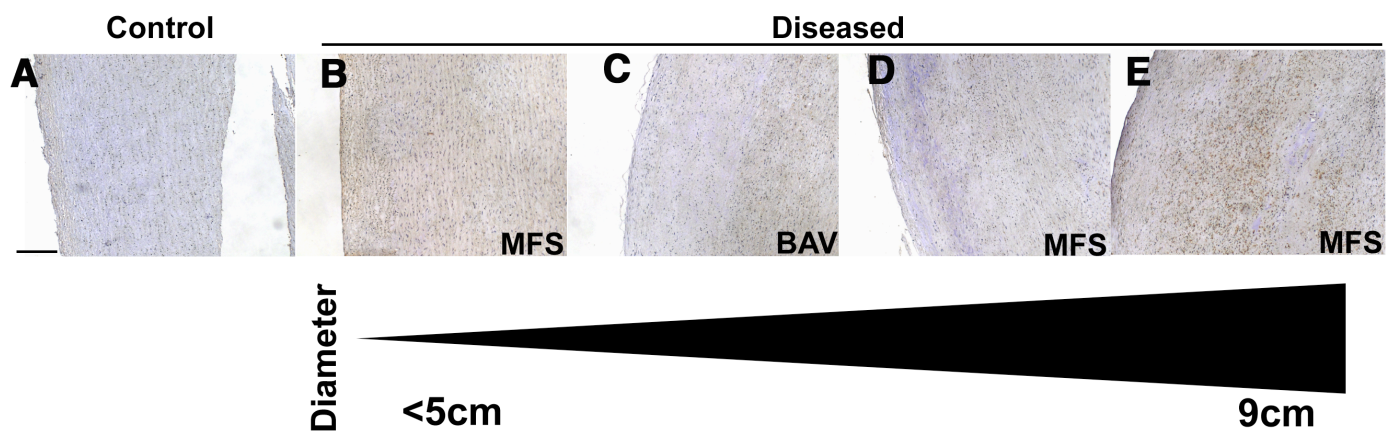 Control
Diseased
A
B
C
D
E
MFS
BAV
MFS
MFS
Diameter
<5cm
9cm